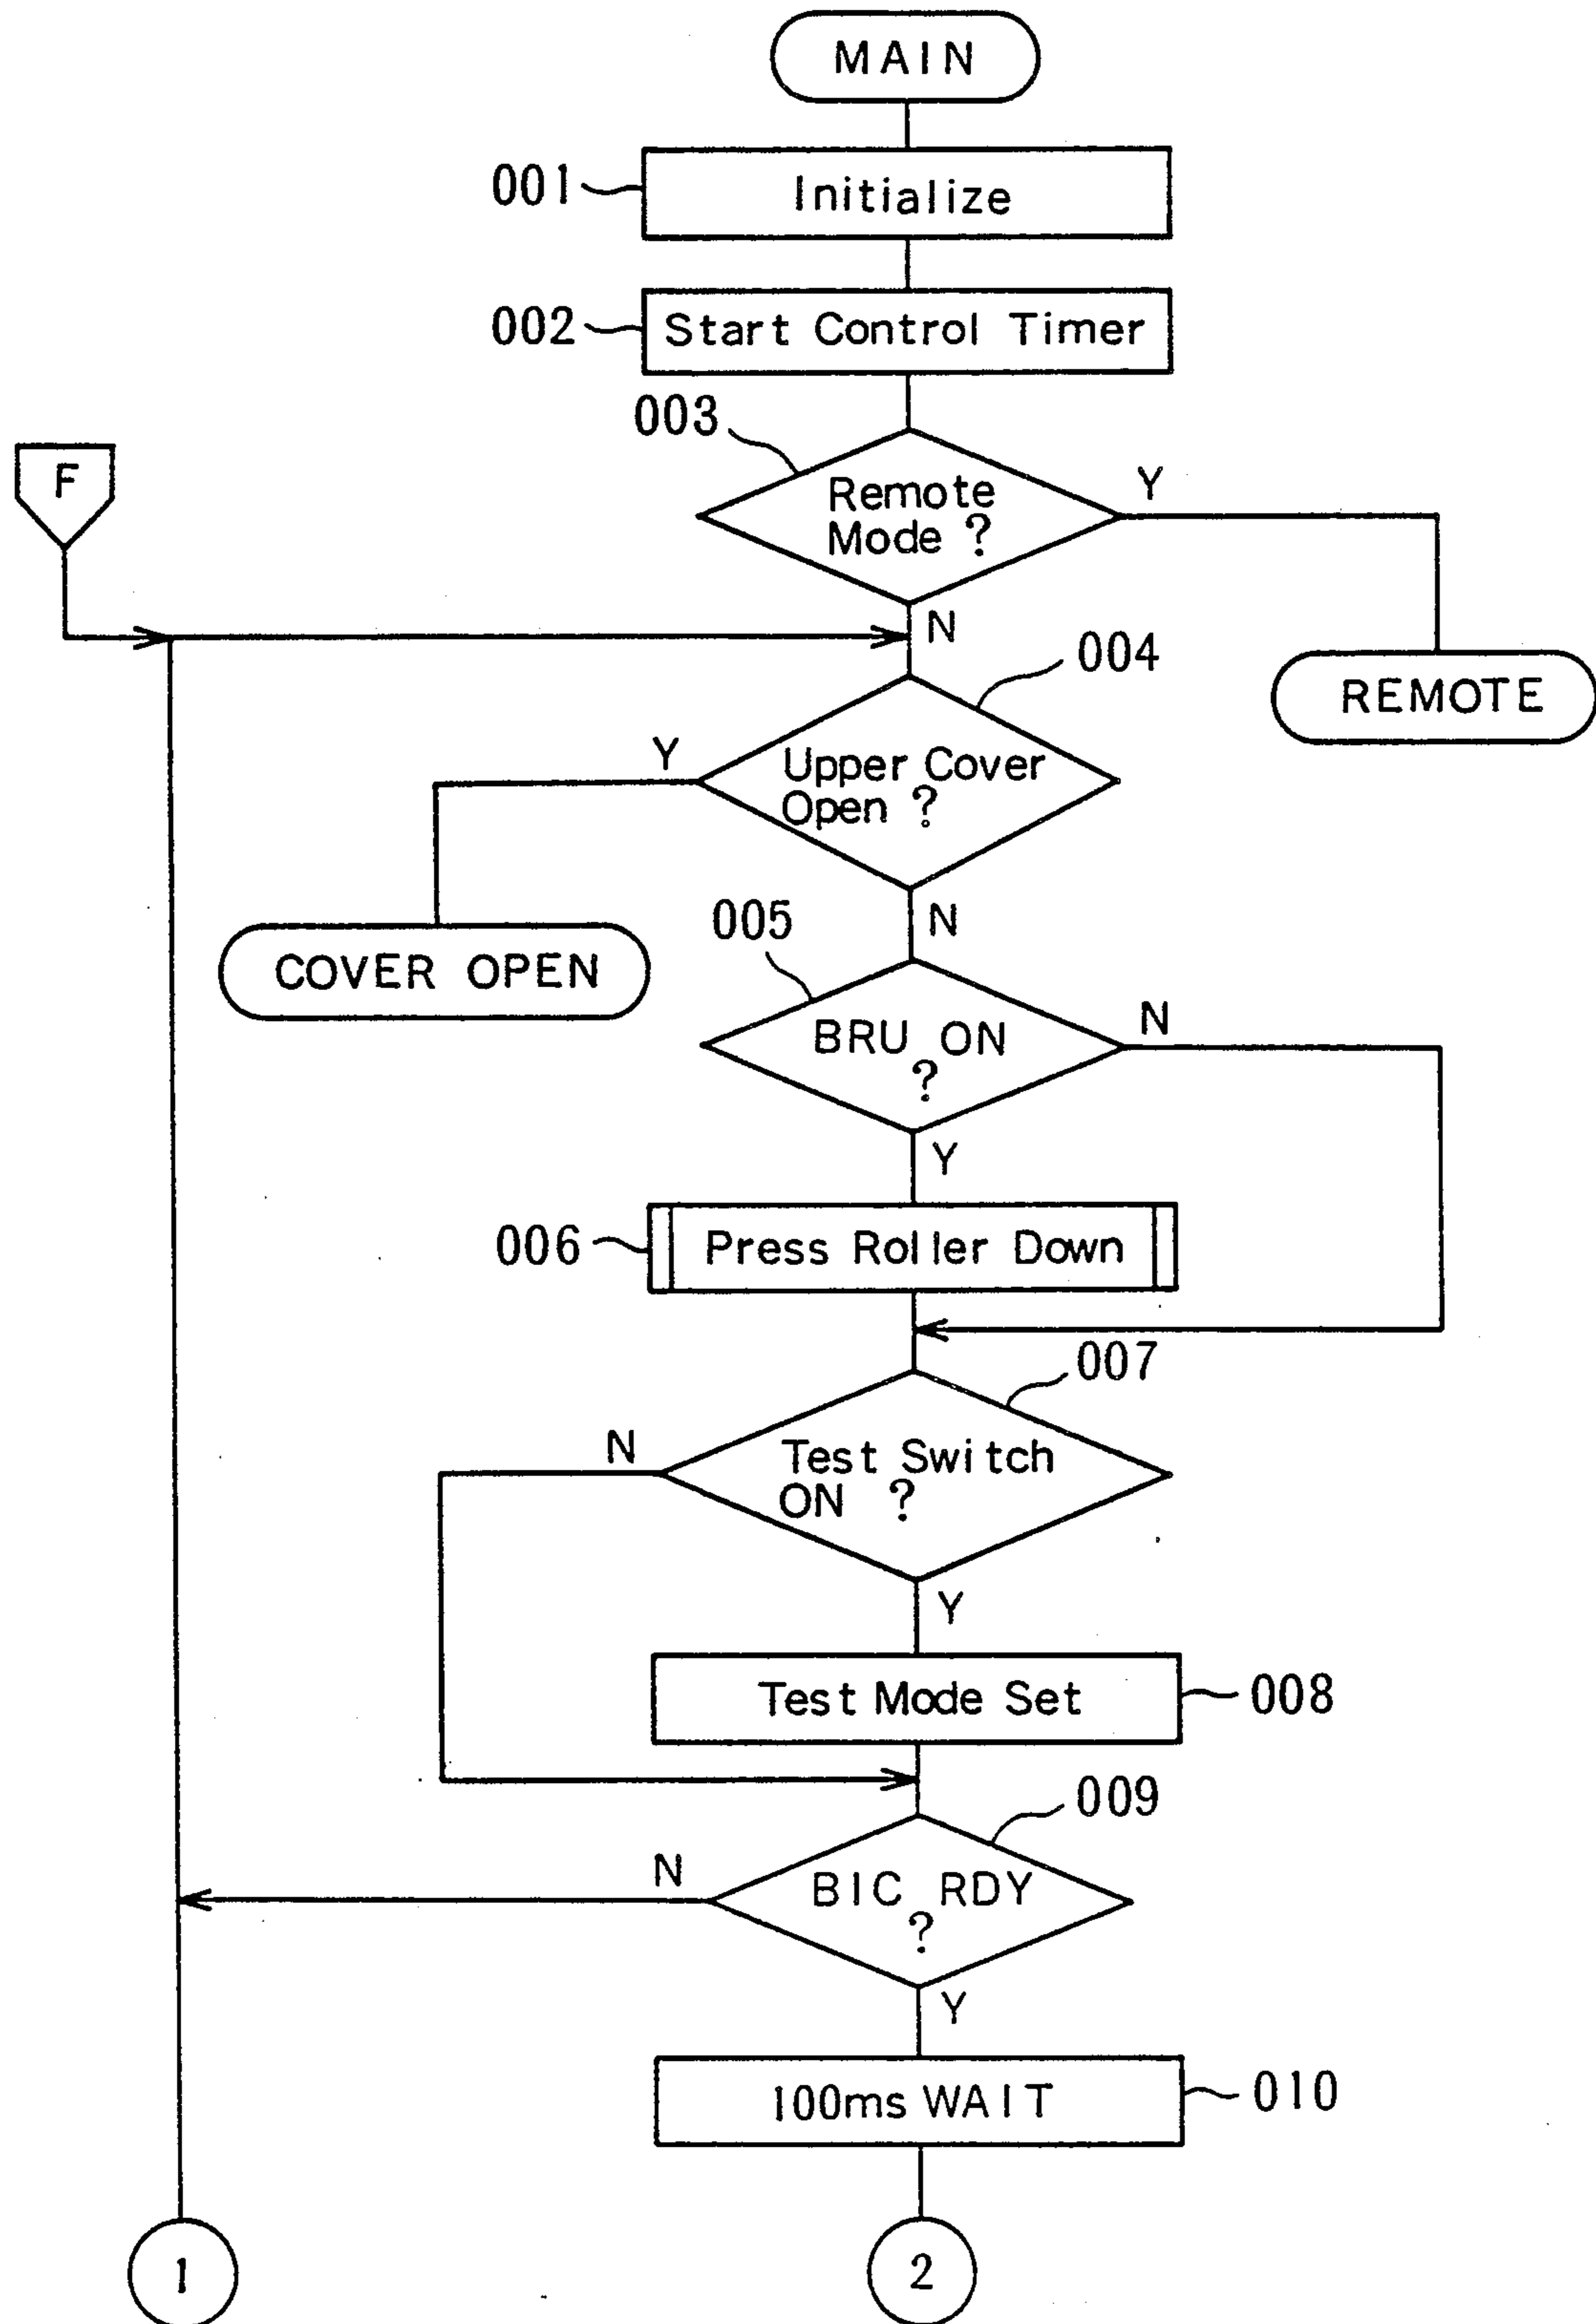 MAIN
001
Initialize
002
Start Control Timer
003
F
Remote
Mode ?
Y
N
004
REMOTE
Y
Upper Cover
Open ?
COVER OPEN
N
005
BRU ON
?
N
Y
006
Press Roller Down
007
N
Test Switch
ON ?
Y
Test Mode Set
008
009
N
BIC RDY
?
Y
100ms WAIT
010
1
2